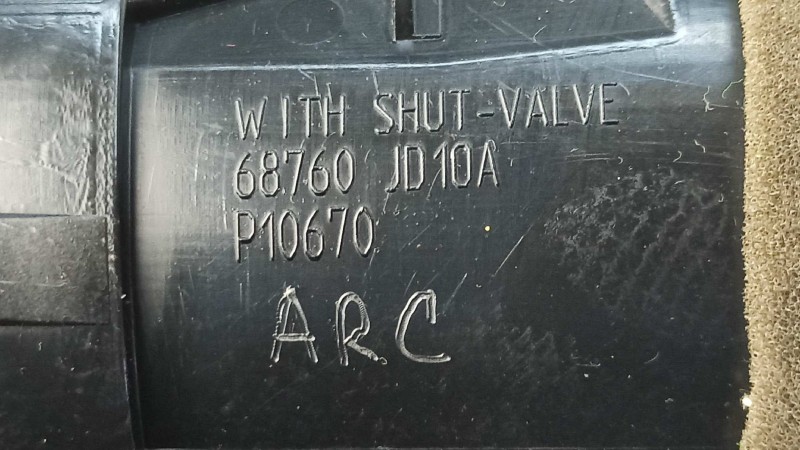 WITH SHUT-VALVE
68760 JD10A
P10670
ARC